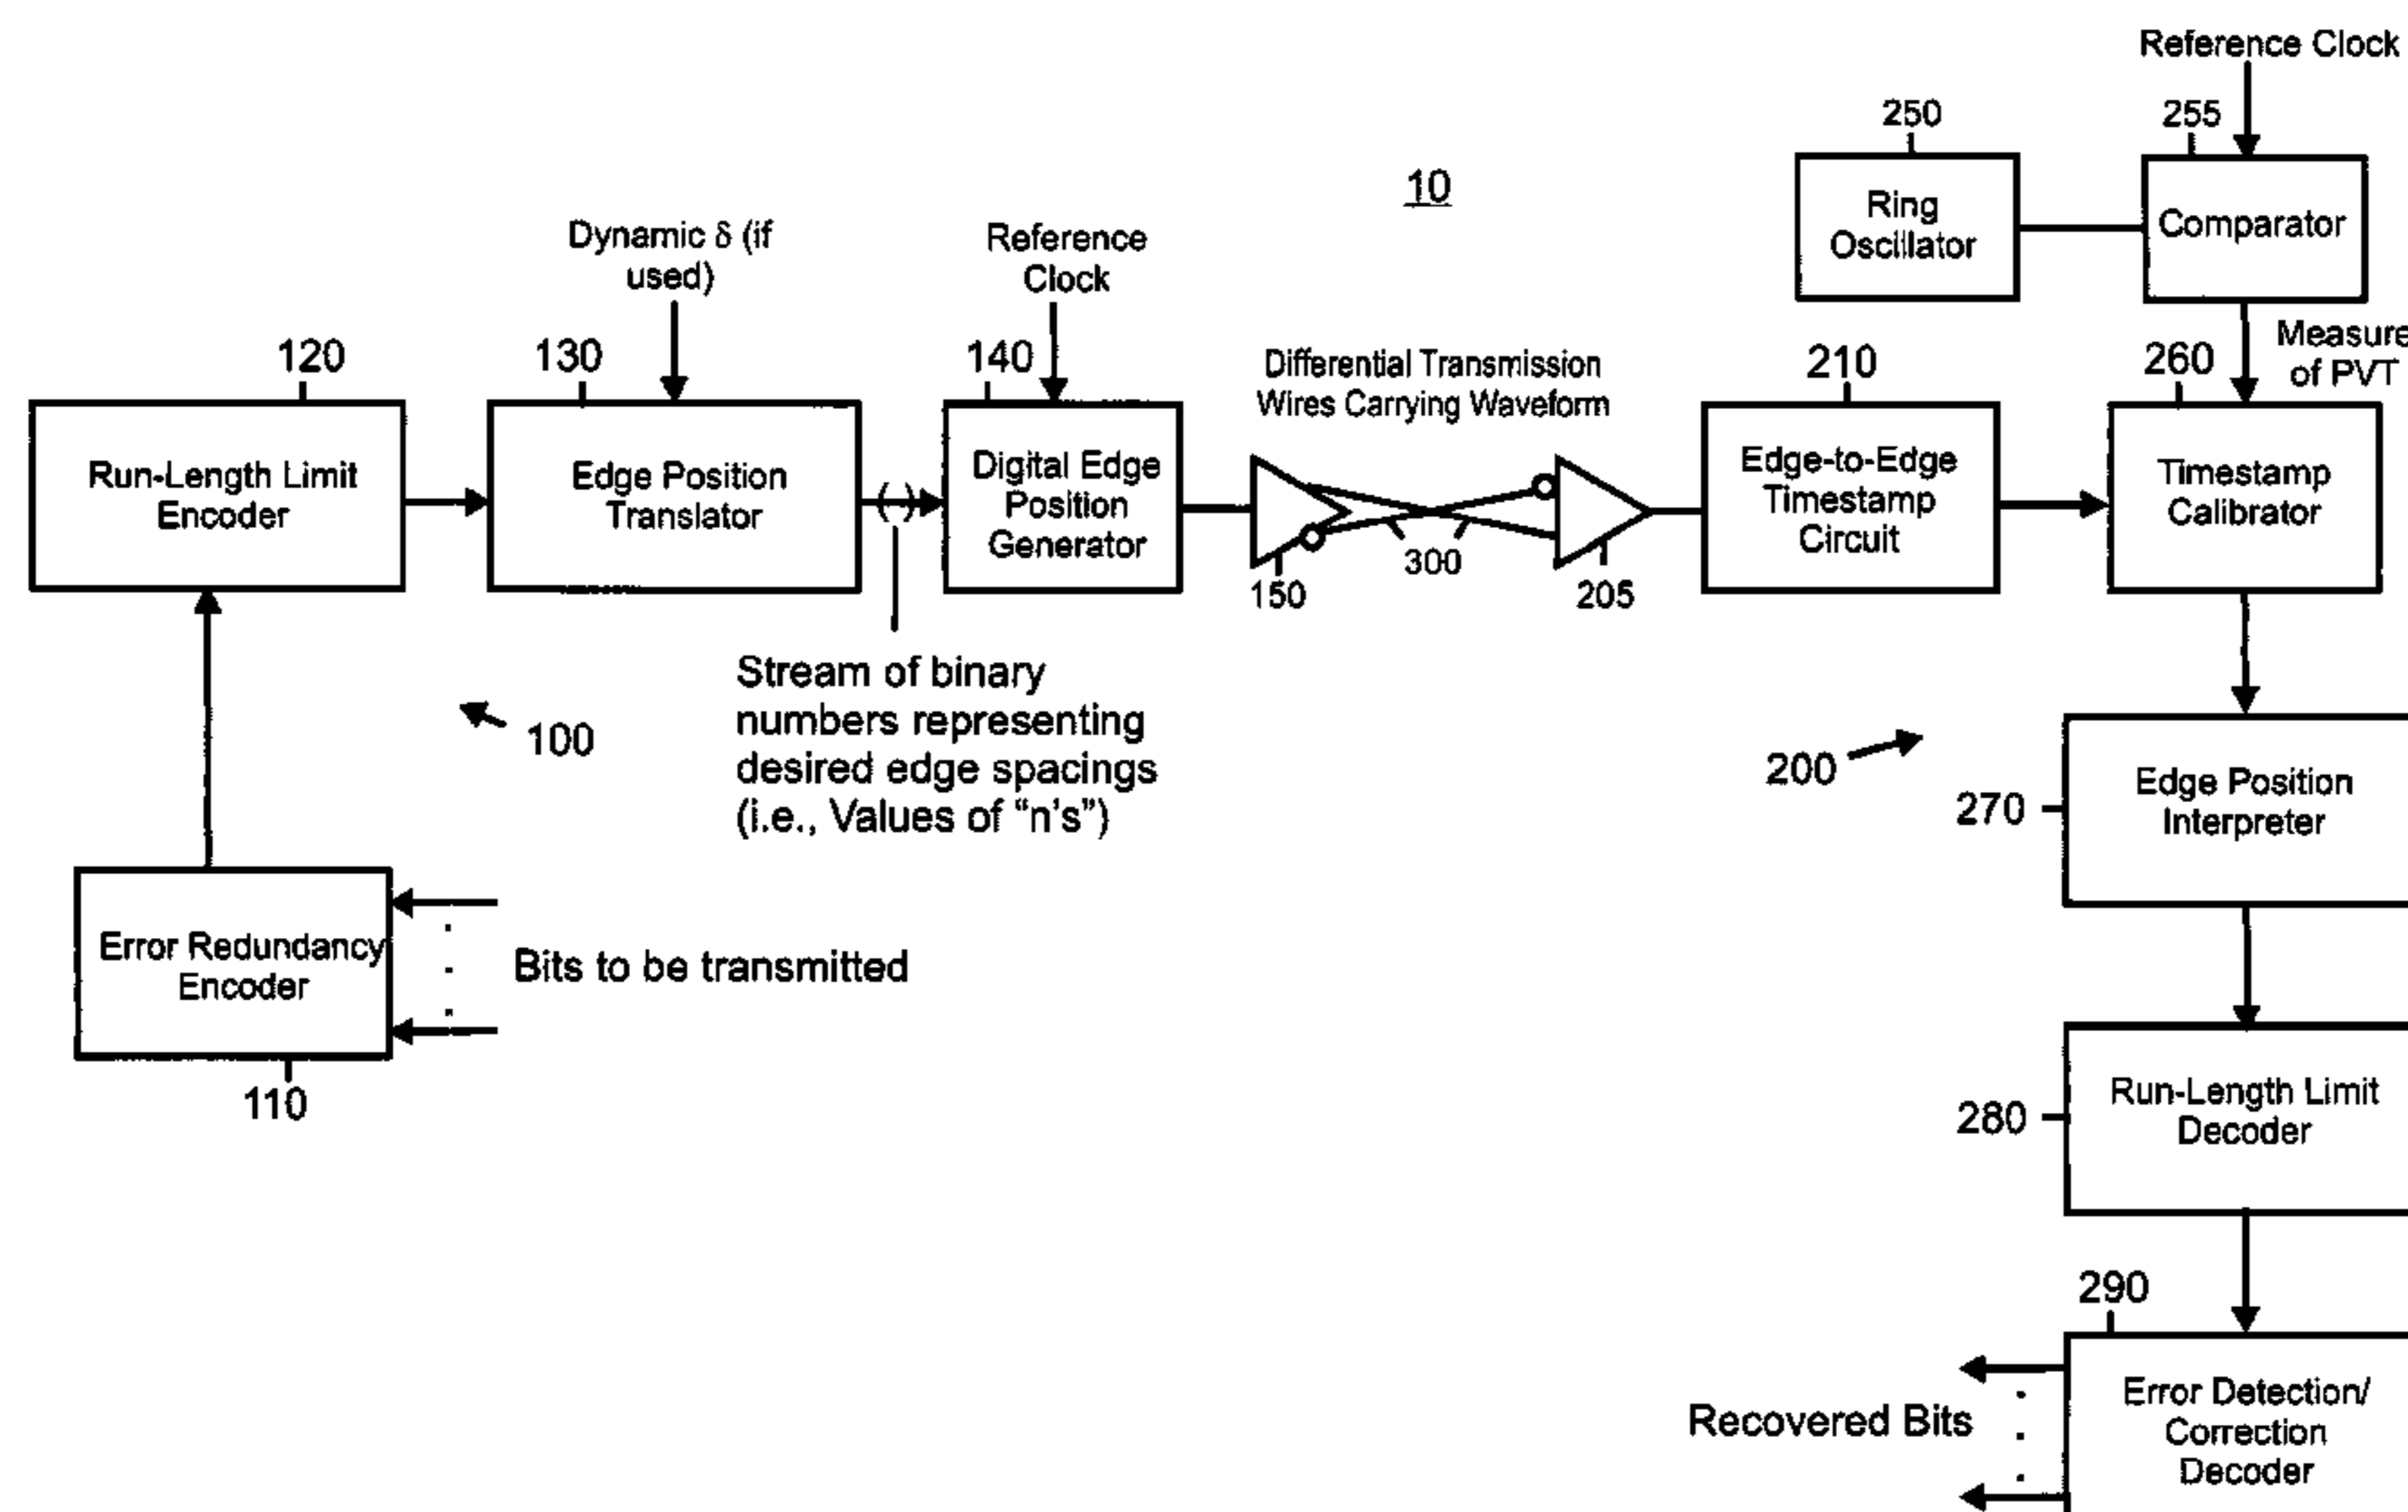 Reference Clock
250
255
10
Ring
Oscillator
Comparator
Dynamic δ (if
used)
Reference
Clock
Measure
of PVT
120
130
140
Differential Transmission
Wires Carrying Waveform
210
260
Run-Length Limit
Encoder
Edge Position
Translator
( )
Digital Edge
Position
Generator
300
150
205
Edge-to-Edge
Timestamp
Circuit
Timestamp
Calibrator
Stream of binary
numbers representing
desired edge spacings
(i.e., Values of “n’s”)
100
200
270
Edge Position
Interpreter
Error Redundancy
Encoder
Bits to be transmitted
110
280
Run-Length Limit
Decoder
290
Recovered Bits
Error Detection/
Correction
Decoder